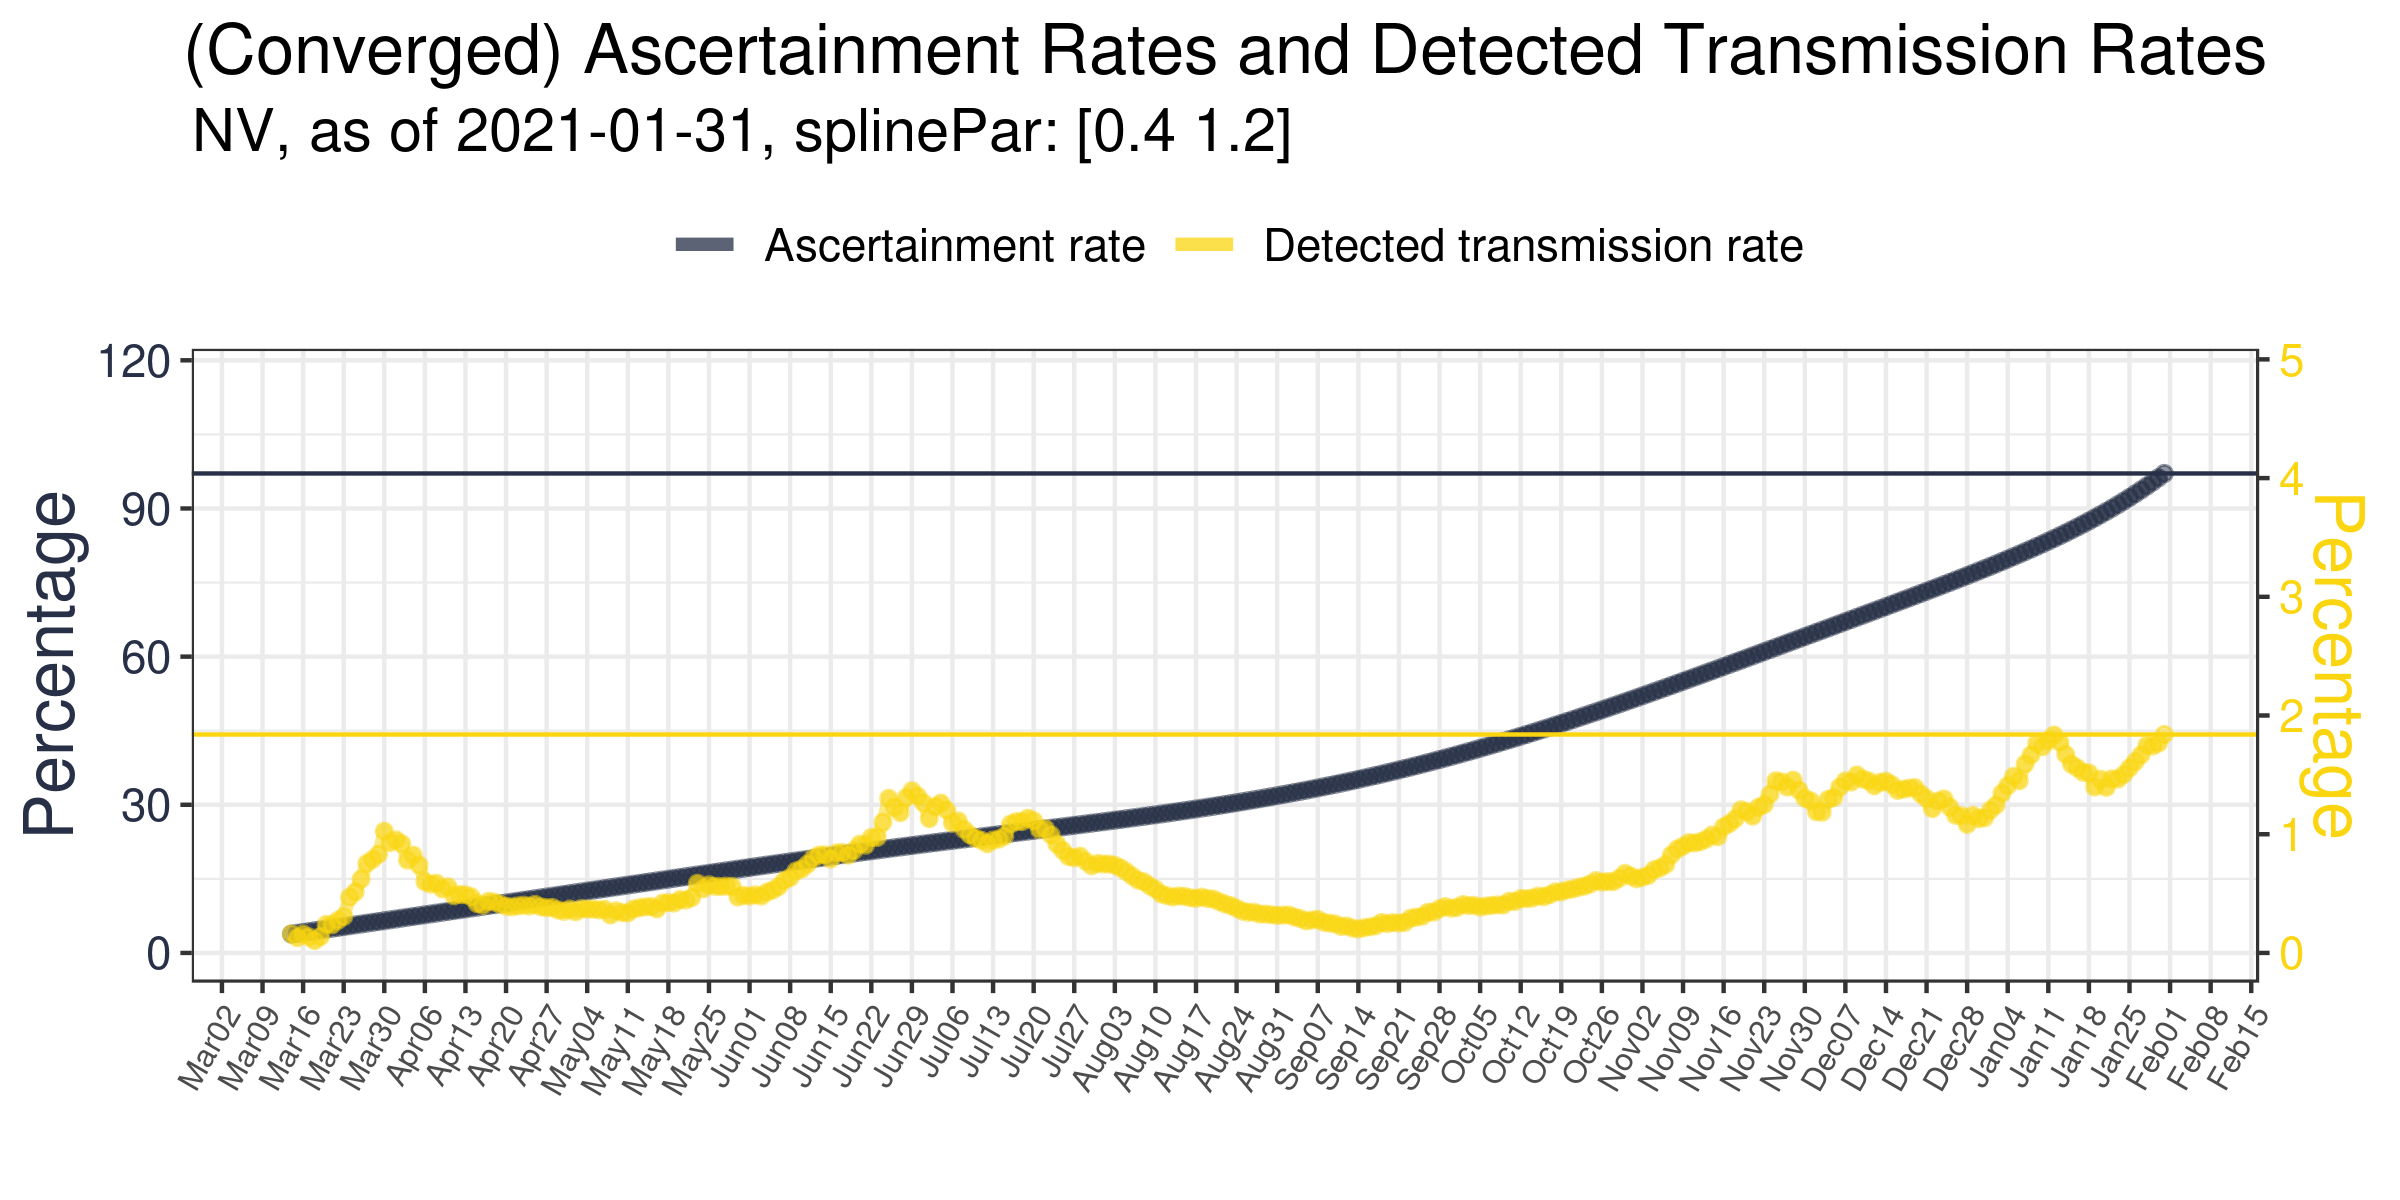 (Converged) Ascertainment Rates and Detected Transmission Rates
NV, as of 2021-01-31, splinePar: [0.4 1.2]
Ascertainment rate
Detected transmission rate
Percentage
120
90
60
30
0
5
4
3
2
1
0
Percentage
Mar02
Mar09
Mar16
Mar23
Mar30
Apr06
Apr13
Apr20
Apr27
May04
May11
May18
May25
Jun01
Jun08
Jun15
Jun22
Jun29
Jul06
Jul13
Jul20
Jul27
Aug03
Aug10
Aug17
Aug24
Aug31
Sep07
Sep14
Sep21
Sep28
Oct05
Oct12
Oct19
Oct26
Nov02
Nov09
Nov16
Nov23
Nov30
Dec07
Dec14
Dec21
Dec28
Jan04
Jan11
Jan18
Jan25
Feb01
Feb08
Feb15